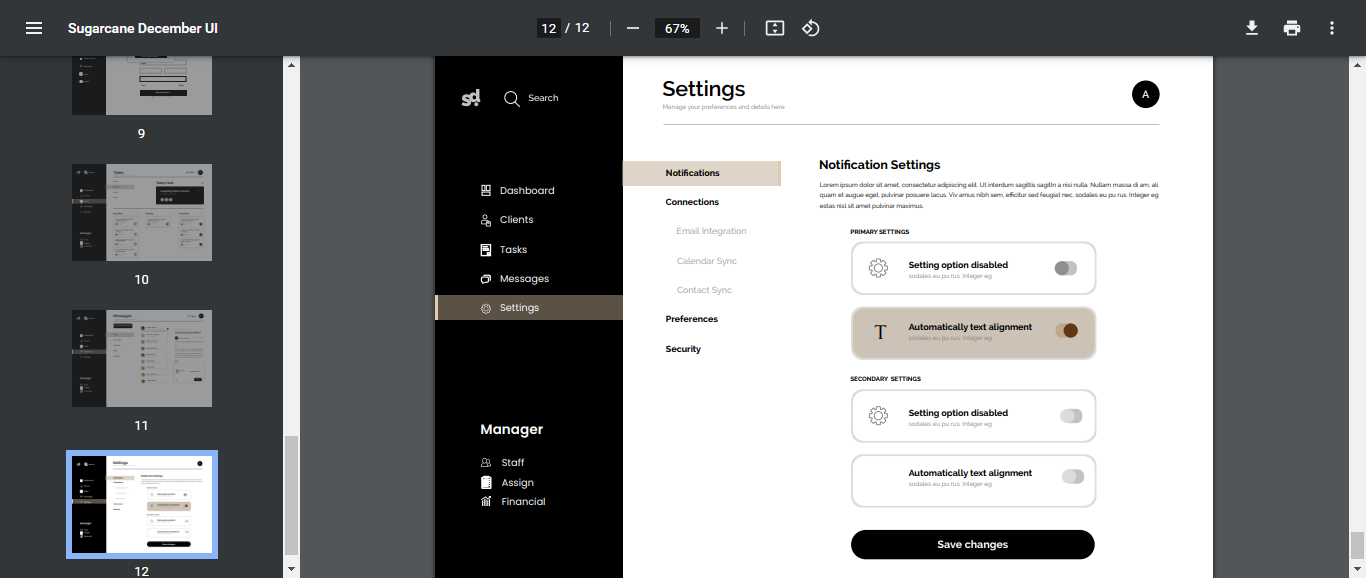 Sugarcane December UI
12 / 12
67%
9
10
11
12
sd!
Search
Dashboard
Clients
Tasks
Messages
Settings
Manager
Staff
Assign
Financial
Settings
Manage your preferences and details here
A
Notifications
Connections
Email Integration
Calendar Sync
Contact Sync
Preferences
Security
Notification Settings
Lorem ipsum dolor sit amet, consectetur adipiscing elit. Ut interdum sagittis sagitin a nisi nulla. Nullam massa di am, ali
quam et augue eget, pulvinar posuere lacus. Viv amus nibh sem, efficitur sed feugiat nec, sodales eu pu rus. Integer eg
estas nisl sit amet pulvinar maximus.
PRIMARY SETTINGS
Setting option disabled
sodales eu pu rus. Integer eg
T
Automatically text alignment
sodales eu pu rus. Integer eg
SECONDARY SETTINGS
Setting option disabled
sodales eu pu rus. Integer eg
Automatically text alignment
sodales eu pu rus. Integer eg
Save changes